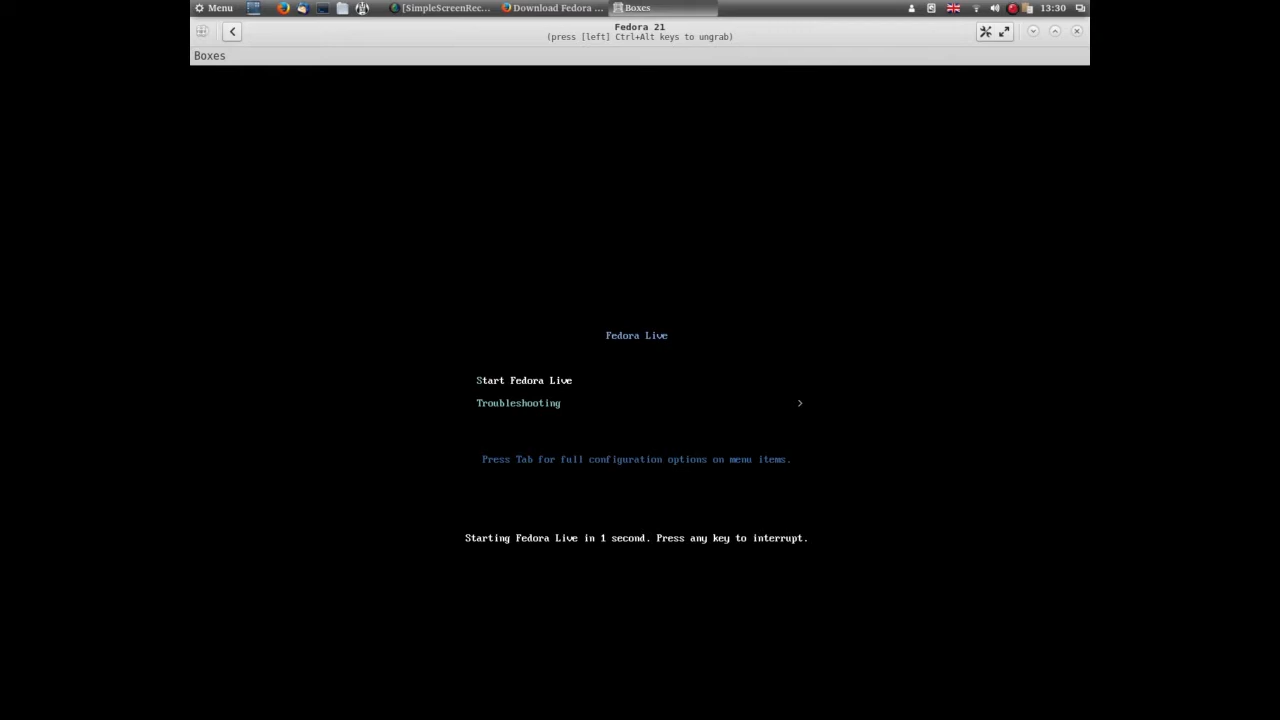 Menu [SimpleScreenRec... Download Fedora ... Boxes 13:30
Fedora 21
(press [left] Ctrl+Alt keys to ungrab)
Boxes
Fedora Live
Start Fedora Live
Troubleshooting >
Press Tab for full configuration options on menu items.
Starting Fedora Live in 1 second. Press any key to interrupt.